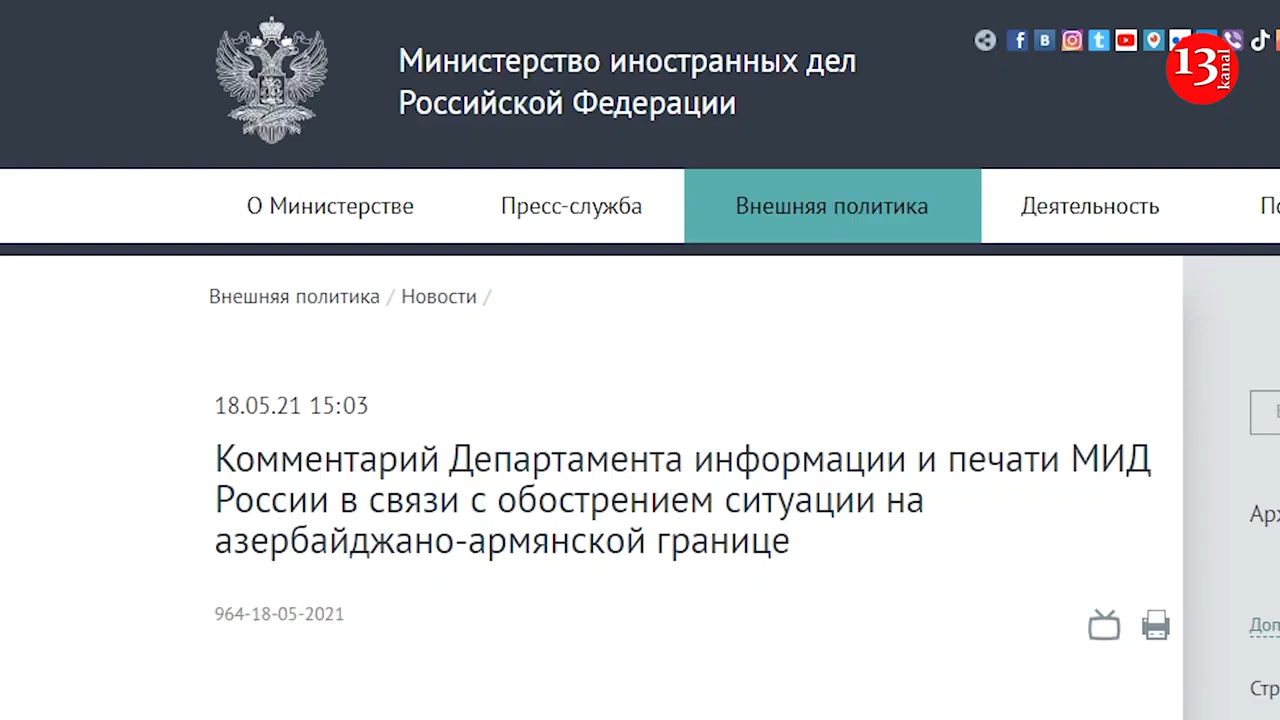 Министерство иностранных дел
Российской Федерации
13
kanal
О Министерстве
Пресс-служба
Внешняя политика
Деятельность
Внешняя политика / Новости /
18.05.21 15:03
Комментарий Департамента информации и печати МИД
России в связи с обострением ситуации на
азербайджано-армянской границе
964-18-05-2021